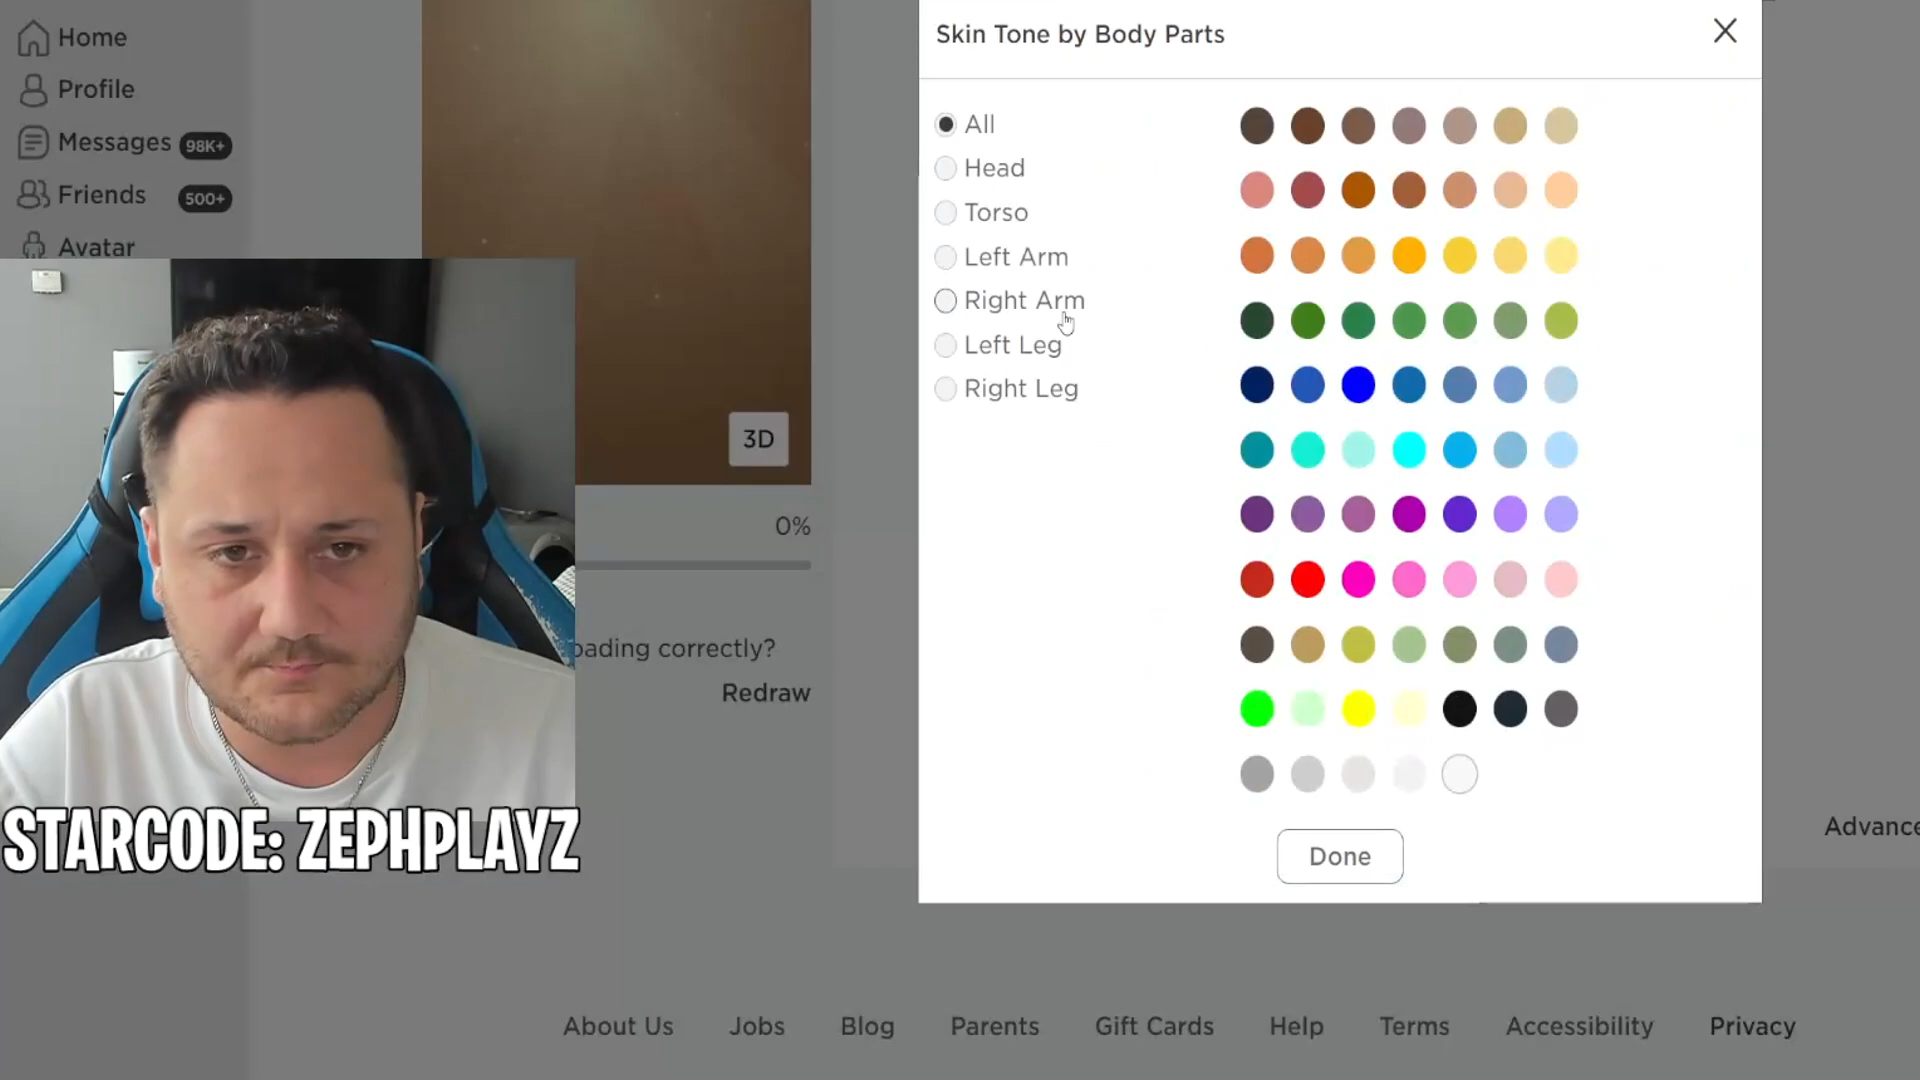 Home
Profile
Messages 98K+
Friends 500+
Avatar
3D
0%
oading correctly?
Redraw
STARCODE: ZEPHPLAYZ
Skin Tone by Body Parts
All
Head
Torso
Left Arm
Right Arm
Left Leg
Right Leg
Done
Advance
About Us Jobs Blog Parents Gift Cards Help Terms Accessibility Privacy